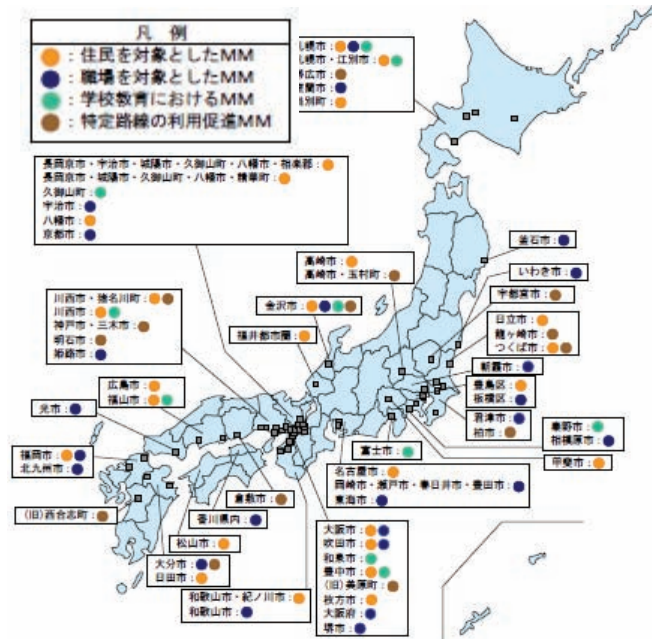 凡 例
：住民を対象としたMM
：職場を対象としたMM
：学校教育におけるMM
：特定路線の利用促進MM
札幌市：
札幌市・江別市：
帯広市：
室蘭市：
長岡京市・宇治市・城陽市・久御山町・八幡市・相楽郡：
長岡京市・城陽市・久御山町・八幡市・精華町：
久御山町：
宇治市：
八幡市：
京都市：
釜石市：
いわき市：
高崎市：
高崎市・玉村町：
宇都宮市：
川西市・猪名川町：
川西市：
神戸市・三木市：
明石市：
姫路市：
金沢市：
福井都市圏：
日立市：
龍ヶ崎市：
つくば市：
朝霞市：
豊島区：
板橋区：
広島市：
福山市：
光市：
君津市：
柏市：
秦野市：
相模原市：
福岡市：
北九州市：
富士市：
甲斐市：
名古屋市：
岡崎市・瀬戸市・春日井市・豊田市：
東海市：
倉敷市：
(旧)西合志町：
香川県内：
松山市：
大分市：
日田市：
大阪市：
吹田市：
和泉市：
豊中市：
(旧)美原町：
枚方市：
大阪府：
堺市：
和歌山市・紀ノ川市：
和歌山市：